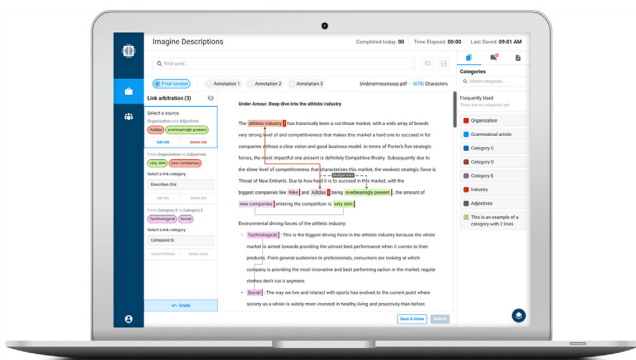 Imagine Descriptions
Completed today: 00
Time Elapsed: 00:00
Last Saved: 09:01 AM
Find word...
Final version
Annotation 1
Annotation 2
Annotation 3
Underarmouressay.pdf - (676) Characters
Link arbitration (3)
Select a source
Organization and Adjectives
Adidas
overbearingly present
Edit link
Delete link
From Organization to Adjectives
very slim
new companies
Select a link category
Describes this
Edit link
Delete link
From Category E to Category E
Technological
Social
Select a link category
Compares to
Delete entry
Undo
Under Armour: Deep dive into the athletic industry
The athletic industry has historically been a cut-throat market, with a wide array of brands
very strong level of and competitiveness that makes this market a hard one to succeed in for
companies without a clear vision and good business model. In terms of Porter's five strategic
forces, the most impactful one present is definitely Competitive Rivalry. Subsequently due to
the sheer level of competitiveness that characterizes this market, the weakest strategic force is
Threat of New Entrants. Due to how hard it is to succeed in this market, with the
biggest companies like Nike and Adidas being overbearingly present, the amount of
new companies entering the competition is very slim.
Environmental driving forces of the athletic industry:
Technological: This is the biggest driving force in the athletic industry because the whole
market is aimed towards providing the utmost best performance when it comes to their
products. From general audiences to professionals, consumers are looking at which
company is providing the most innovative and best performing option in the market, regular
clothes don't cut it anymore.
Social: The way we live and interact with sports has evolved to the current point where
society as a whole is widely more invested in healthy living and proactivity than before.
Save & Close
Submit
Categories
Search categories...
Frequently Used
There are no categories yet
Organization
Grammatical article
Category C
Category D
Category E
Industry
Adjectives
This is an example of a
category with 2 lines